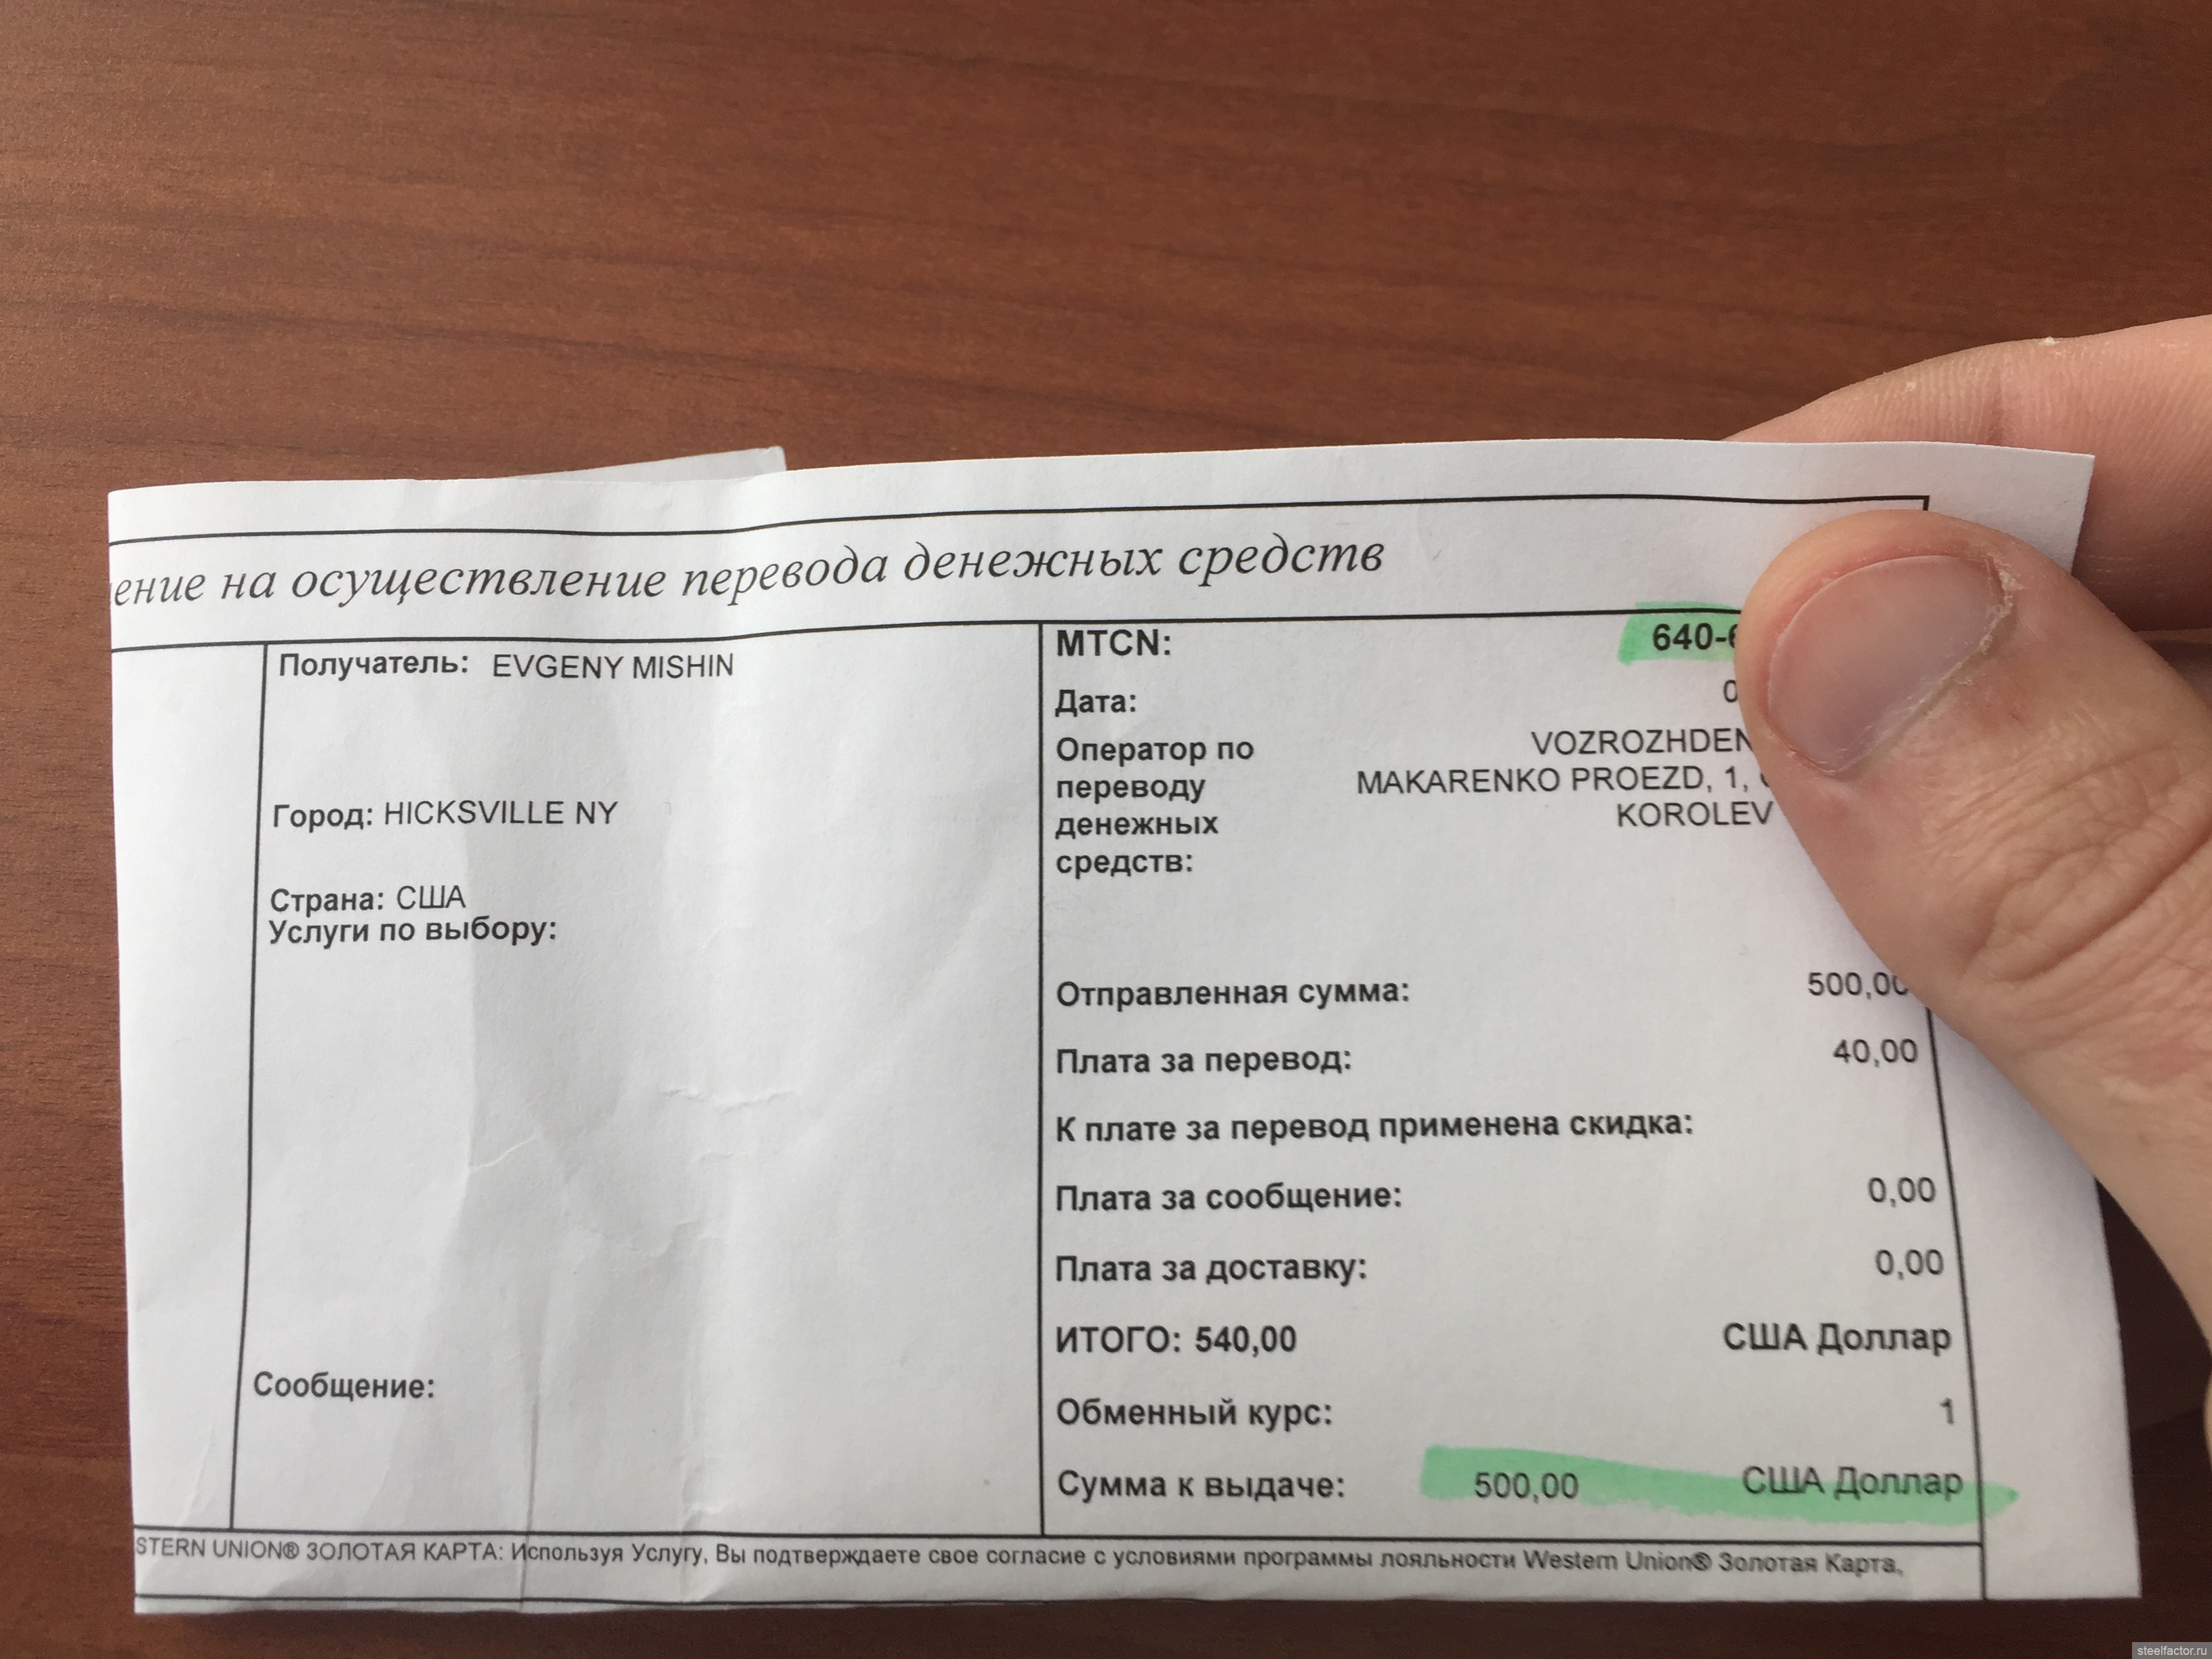 на осуществление перевода денежных средств
Получатель: EVGENY MISHIN
Город: HICKSVILLE NY
Страна: США
Услуги по выбору:
Сообщение:
MTCN: 640-
Дата:
Оператор по
переводу
денежных
средств:
MAKARENKO PROEZD, 1,
KOROLEV
Отправленная сумма: 500,00
Плата за перевод: 40,00
К плате за перевод применена скидка:
Плата за сообщение: 0,00
Плата за доставку: 0,00
ИТОГО: 540,00 США Доллар
Обменный курс: 1
Сумма к выдаче: 500,00 США Доллар
STERN UNION® ЗОЛОТАЯ КАРТА: Используя Услугу, Вы подтверждаете свое согласие с условиями программы лояльности Western Union® Золотая Карта,
steelfactor.ru